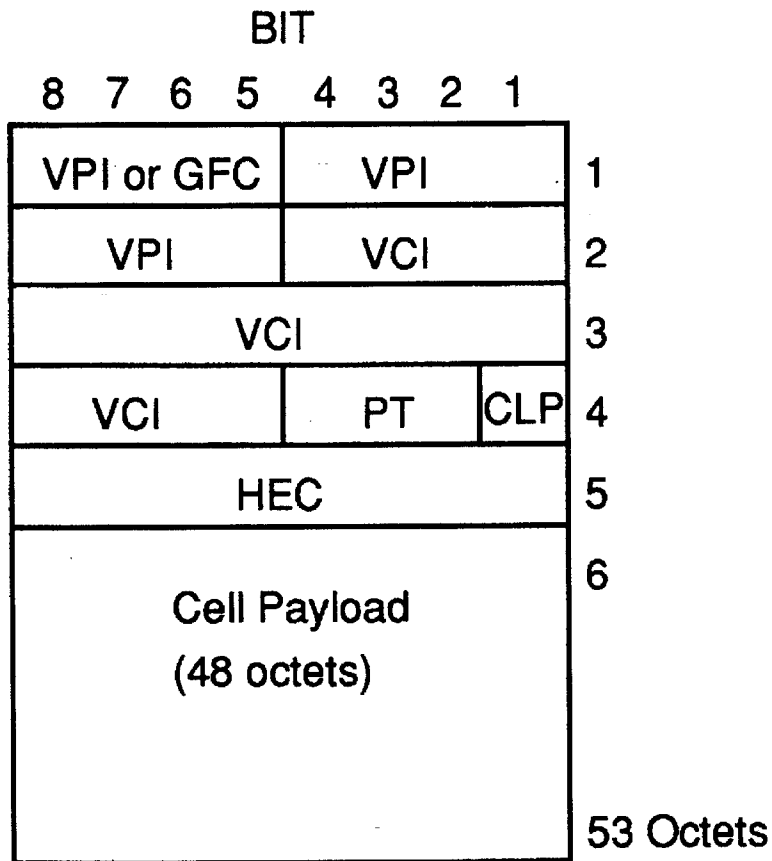 BIT
8 7 6 5 4 3 2 1
VPI or GFC VPI 1
VPI VCI 2
VCI 3
VCI PT CLP 4
HEC 5
6
Cell Payload
(48 octets)
53 Octets